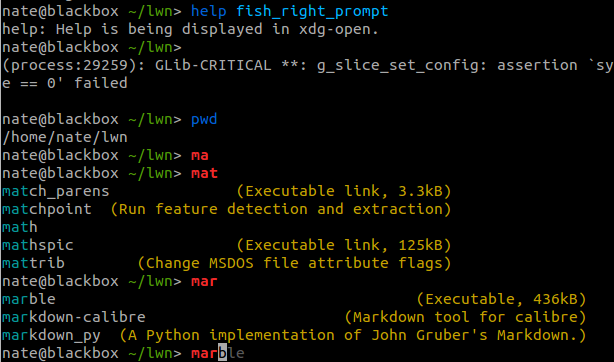 nate@blackbox ~/lwn> help fish_right_prompt
help: Help is being displayed in xdg-open.
nate@blackbox ~/lwn>
(process:29259): GLib-CRITICAL **: g_slice_set_config: assertion `sy
e == 0' failed
nate@blackbox ~/lwn> pwd
/home/nate/lwn
nate@blackbox ~/lwn> ma
nate@blackbox ~/lwn> mat
match_parens (Executable link, 3.3kB)
matchpoint (Run feature detection and extraction)
math
mathspic (Executable link, 125kB)
mattrib (Change MSDOS file attribute flags)
nate@blackbox ~/lwn> mar
marble (Executable, 436kB)
markdown-calibre (Markdown tool for calibre)
markdown_py (A Python implementation of John Gruber's Markdown.)
nate@blackbox ~/lwn> marble